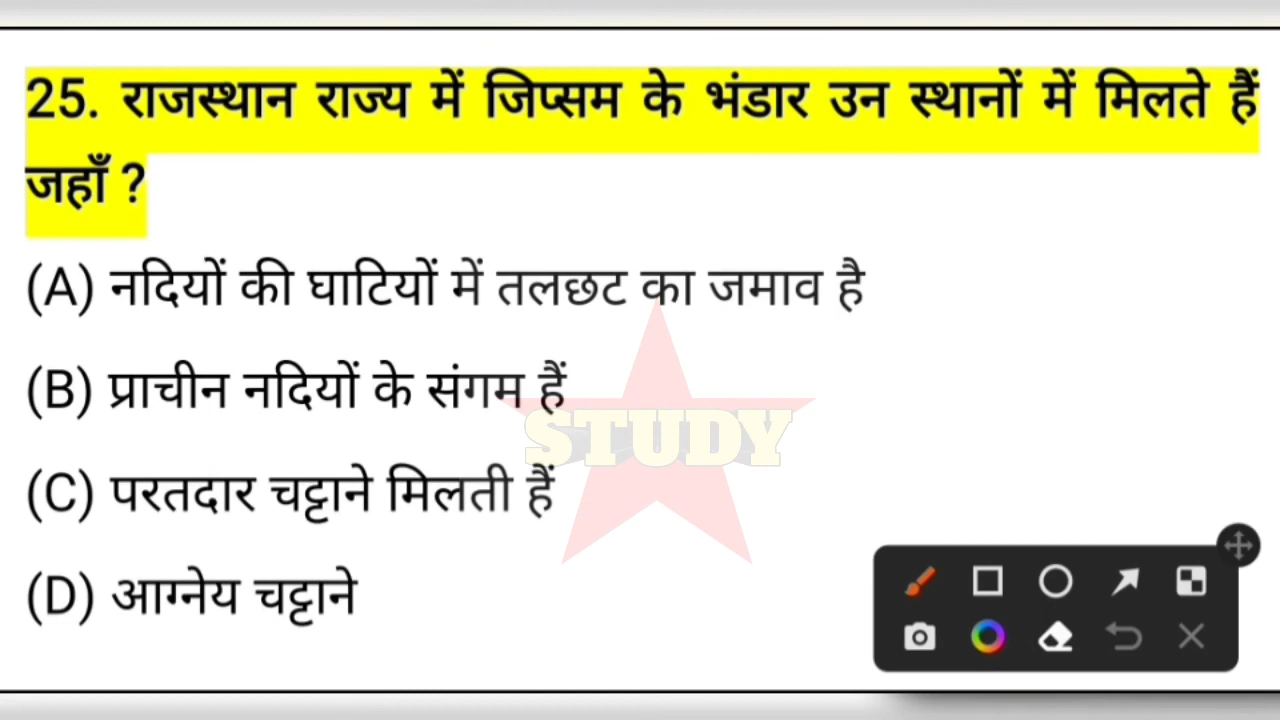 25. राजस्थान राज्य में जिप्सम के भंडार उन स्थानों में मिलते हैं
जहाँ ?
(A) नदियों की घाटियों में तलछट का जमाव है
(B) प्राचीन नदियों के संगम हैं
STUDY
(C) परतदार चट्टाने मिलती हैं
(D) आग्नेय चट्टाने